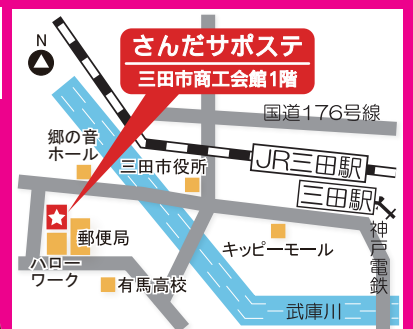 N
さんだサポステ
三田市商工会館1階
国道176号線
郷の音
ホール
三田市役所
JR三田駅
三田駅
神戸電鉄
郵便局
キッピーモール
ハロー
ワーク
有馬高校
武庫川